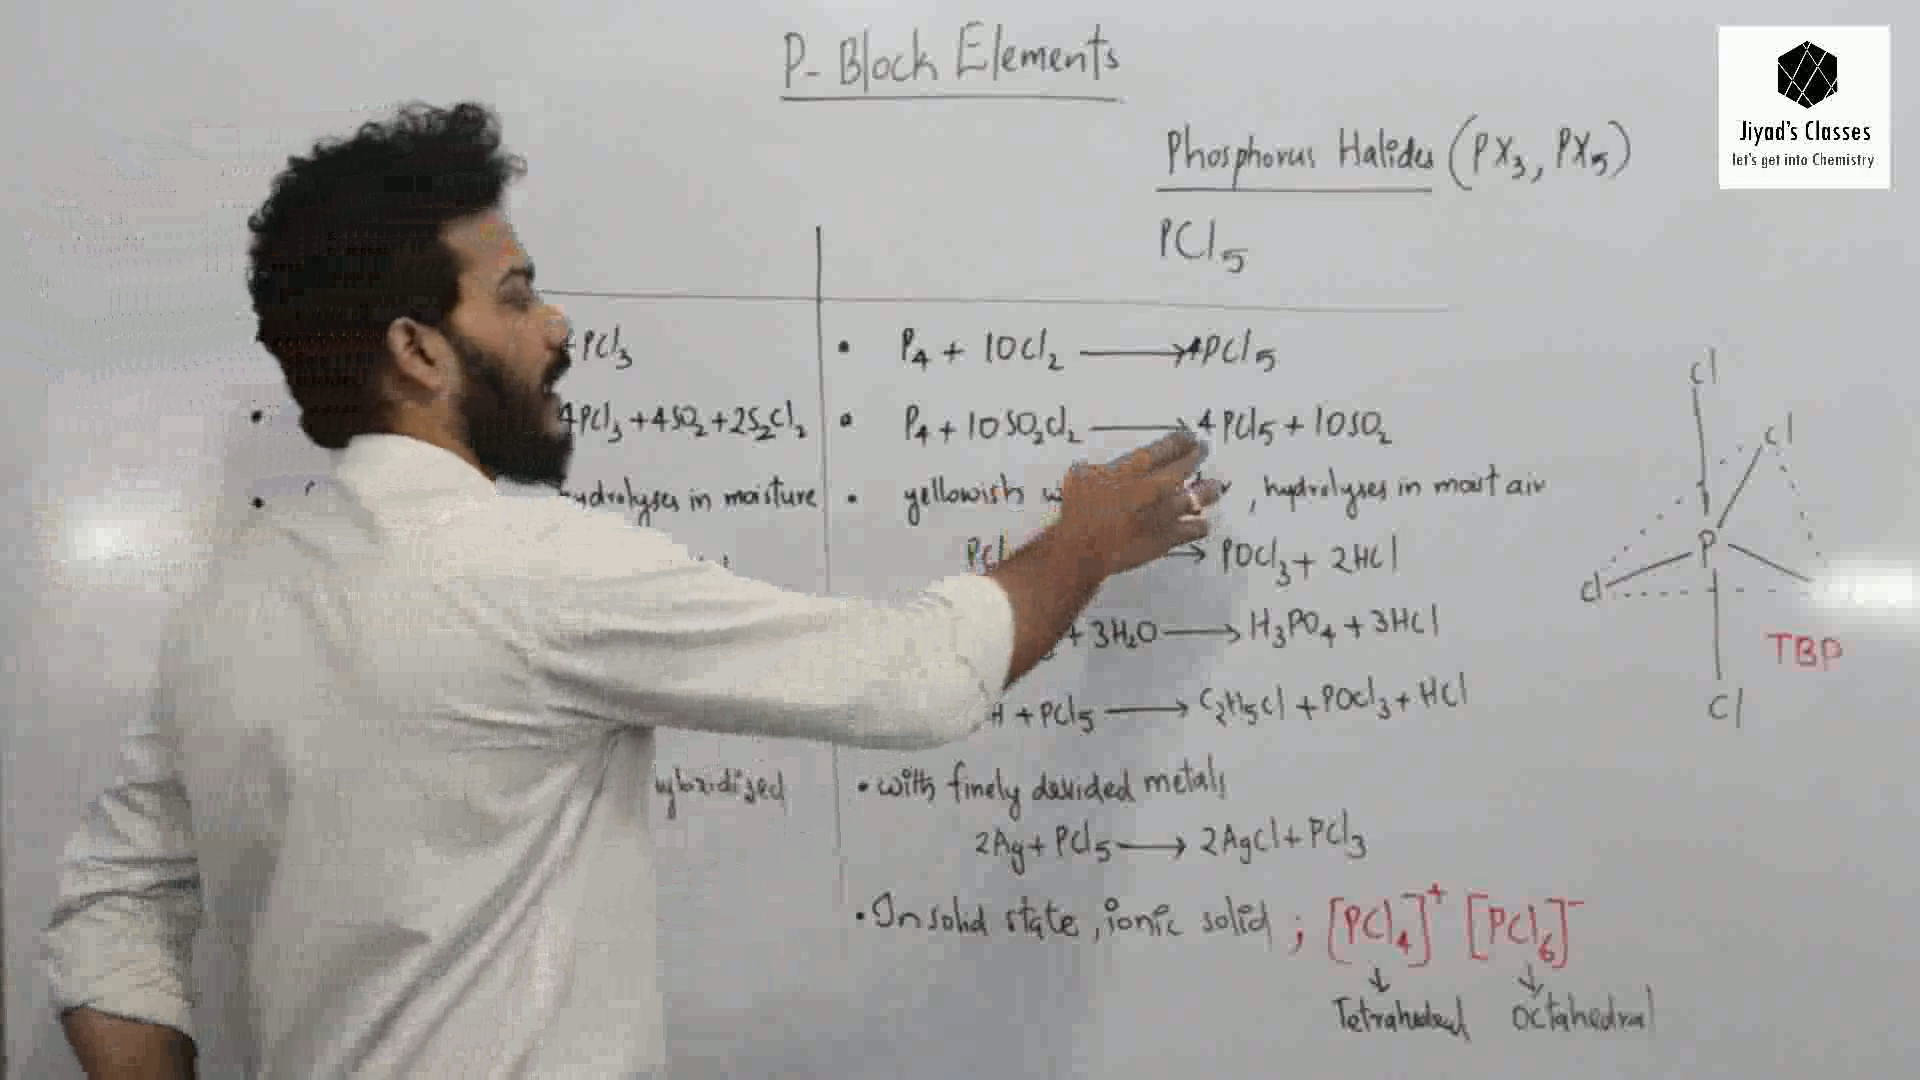 P-Block Elements
Jiyad's Classes
let's get into Chemistry
Phosphorus Halides (PX₃, PX₅)
PCl₅
PCl₃
4PCl₃+4SO₂+2S₂Cl₂
hydrolyses in moisture
hybridized
• P₄ + 10Cl₂ ⟶ 4PCl₅
• P₄+10SO₂Cl₂ ⟶ 4PCl₅+10SO₂
• yellowish , hydrolyses in moist air
PCl ⟶ POCl₃+ 2HCl
+3H₂O ⟶ H₃PO₄+3HCl
H +PCl₅ ⟶ C₂H₅Cl +POCl₃+HCl
• with finely devided metals
2Ag+ PCl₅ ⟶ 2AgCl+PCl₃
• In solid state, ionic solid ; [PCl₄]⁺ [PCl₆]⁻
↓ ↓
Tetrahedral Octahedral
Cl
Cl
P
Cl
TBP
Cl